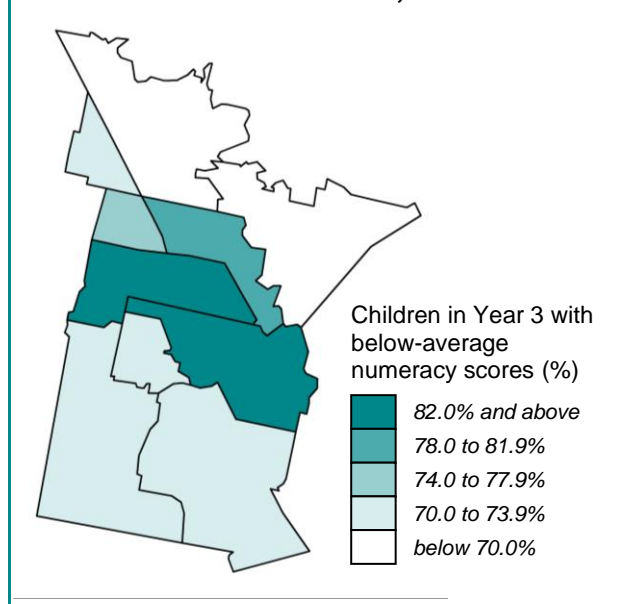 Children in Year 3 with
below-average
numeracy scores (%)
82.0% and above
78.0 to 81.9%
74.0 to 77.9%
70.0 to 73.9%
below 70.0%